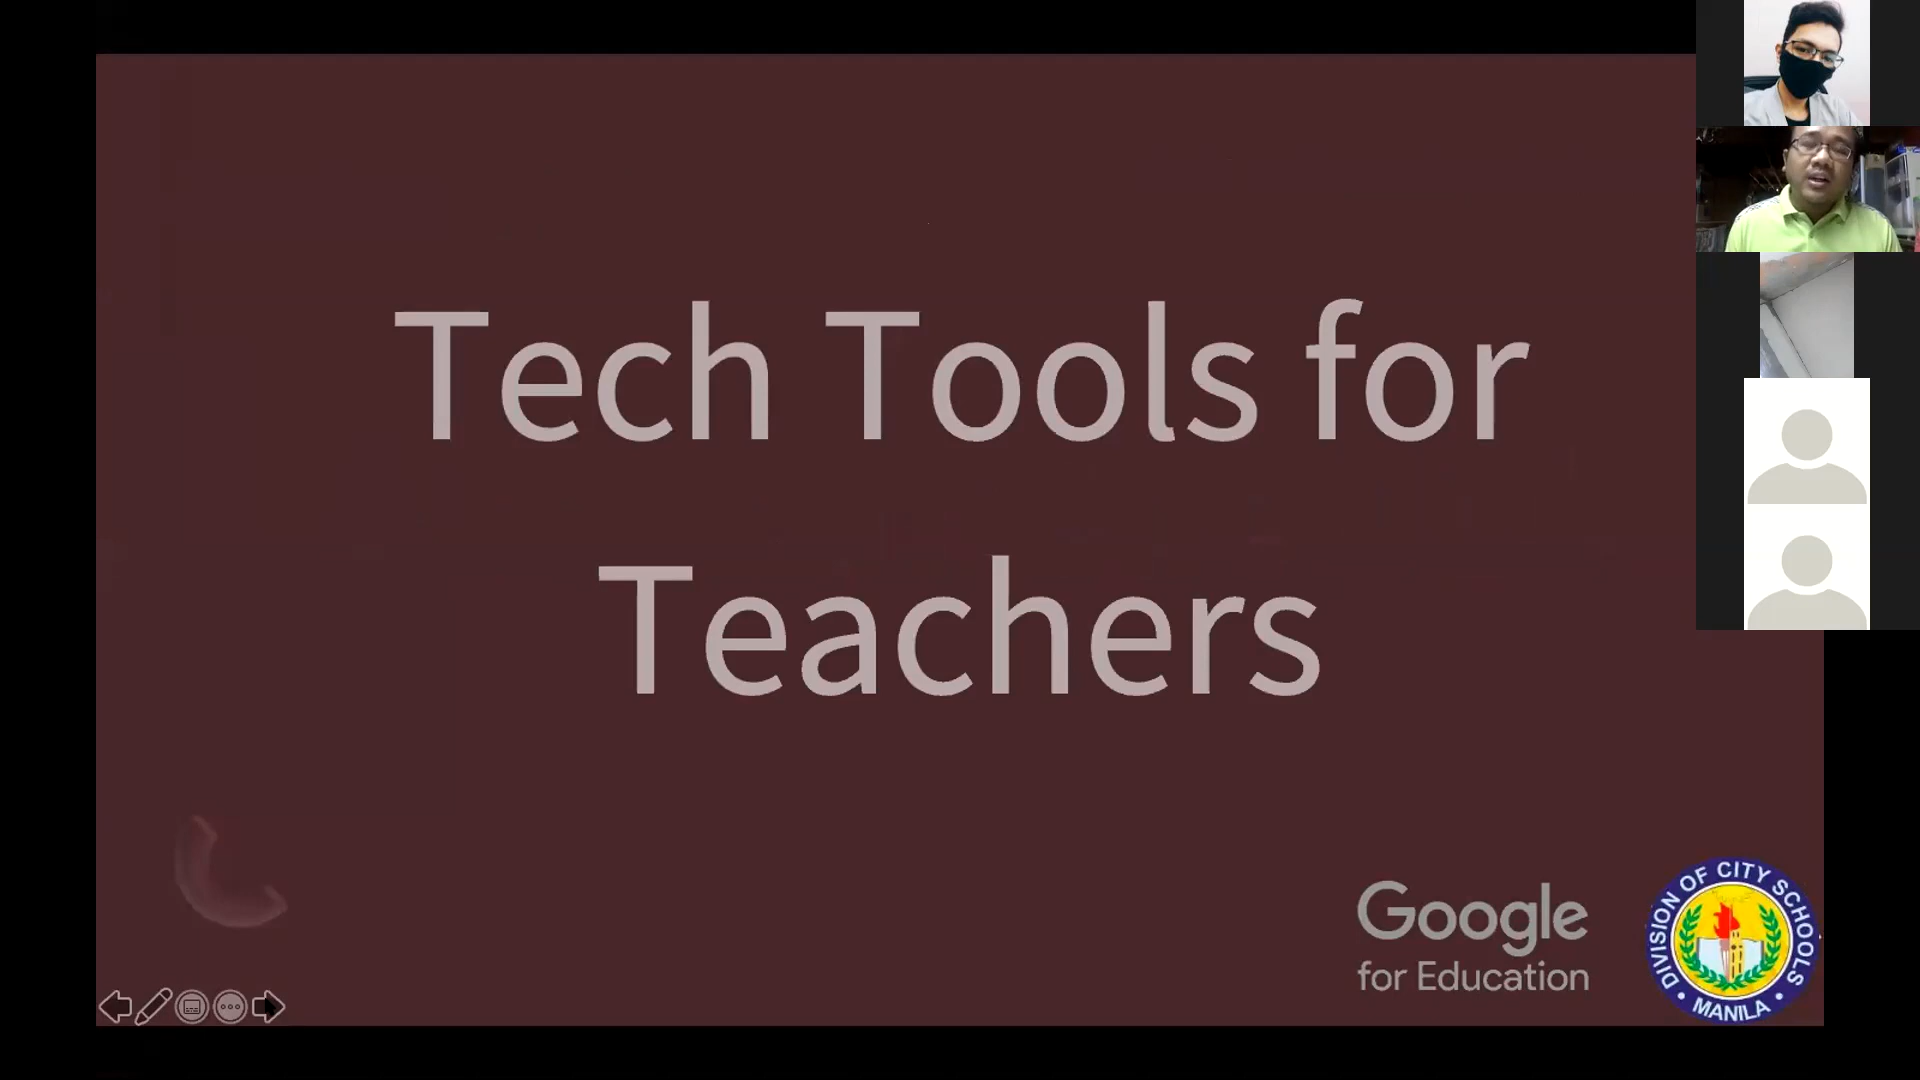 Tech Tools for
Teachers
Google
for Education
DIVISION OF CITY SCHOOLS
• MANILA •